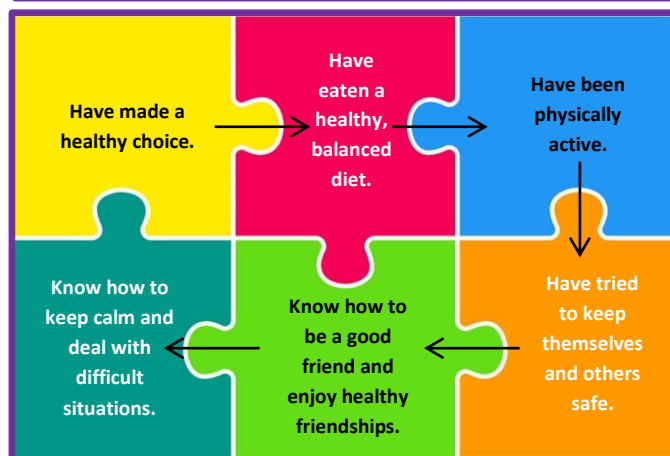 Have made a
healthy choice.
Have
eaten a
healthy,
balanced
diet.
Have been
physically
active.
Have tried
to keep
themselves
and others
safe.
Know how to
be a good
friend and
enjoy healthy
friendships.
Know how to
keep calm and
deal with
difficult
situations.